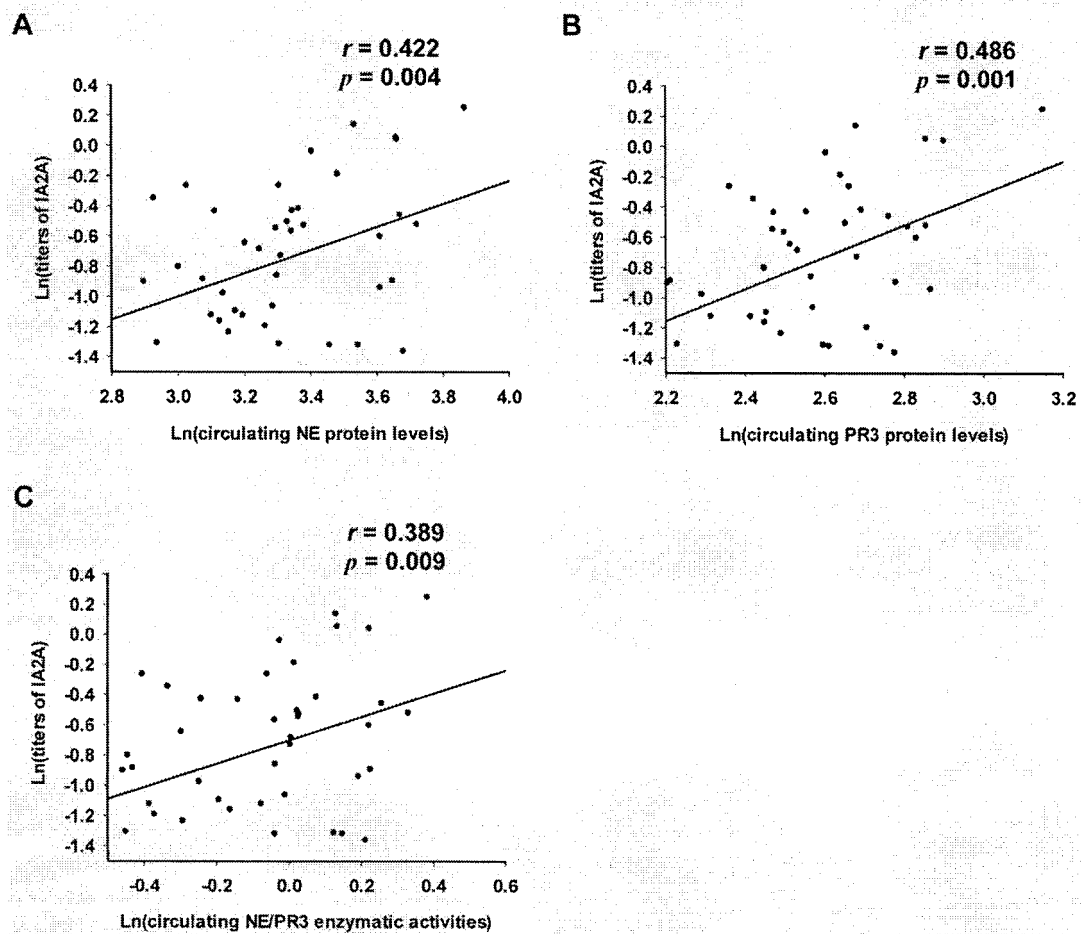 A
r = 0.422
p = 0.004
0.4
0.2
0.0
-0.2
-0.4
-0.6
-0.8
-1.0
-1.2
-1.4
Ln(titers of IA2A)
2.8 3.0 3.2 3.4 3.6 3.8 4.0
Ln(circulating NE protein levels)
B
r = 0.486
p = 0.001
0.4
0.2
0.0
-0.2
-0.4
-0.6
-0.8
-1.0
-1.2
-1.4
Ln(titers of IA2A)
2.2 2.4 2.6 2.8 3.0 3.2
Ln(circulating PR3 protein levels)
C
r = 0.389
p = 0.009
0.4
0.2
0.0
-0.2
-0.4
-0.6
-0.8
-1.0
-1.2
-1.4
Ln(titers of IA2A)
-0.4 -0.2 0.0 0.2 0.4 0.6
Ln(circulating NE/PR3 enzymatic activities)